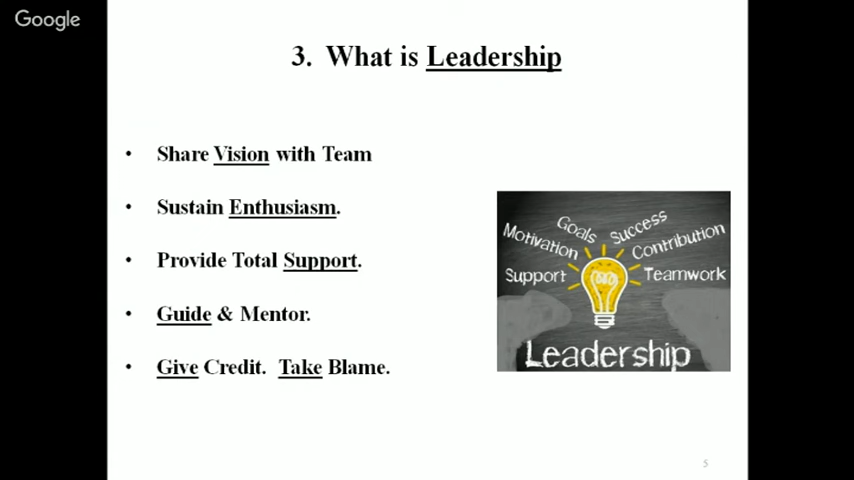 Google
3. What is Leadership
• Share Vision with Team
• Sustain Enthusiasm.
• Provide Total Support.
• Guide & Mentor.
• Give Credit. Take Blame.
Goals Success
Motivation Contribution
Support Teamwork
Leadership
5